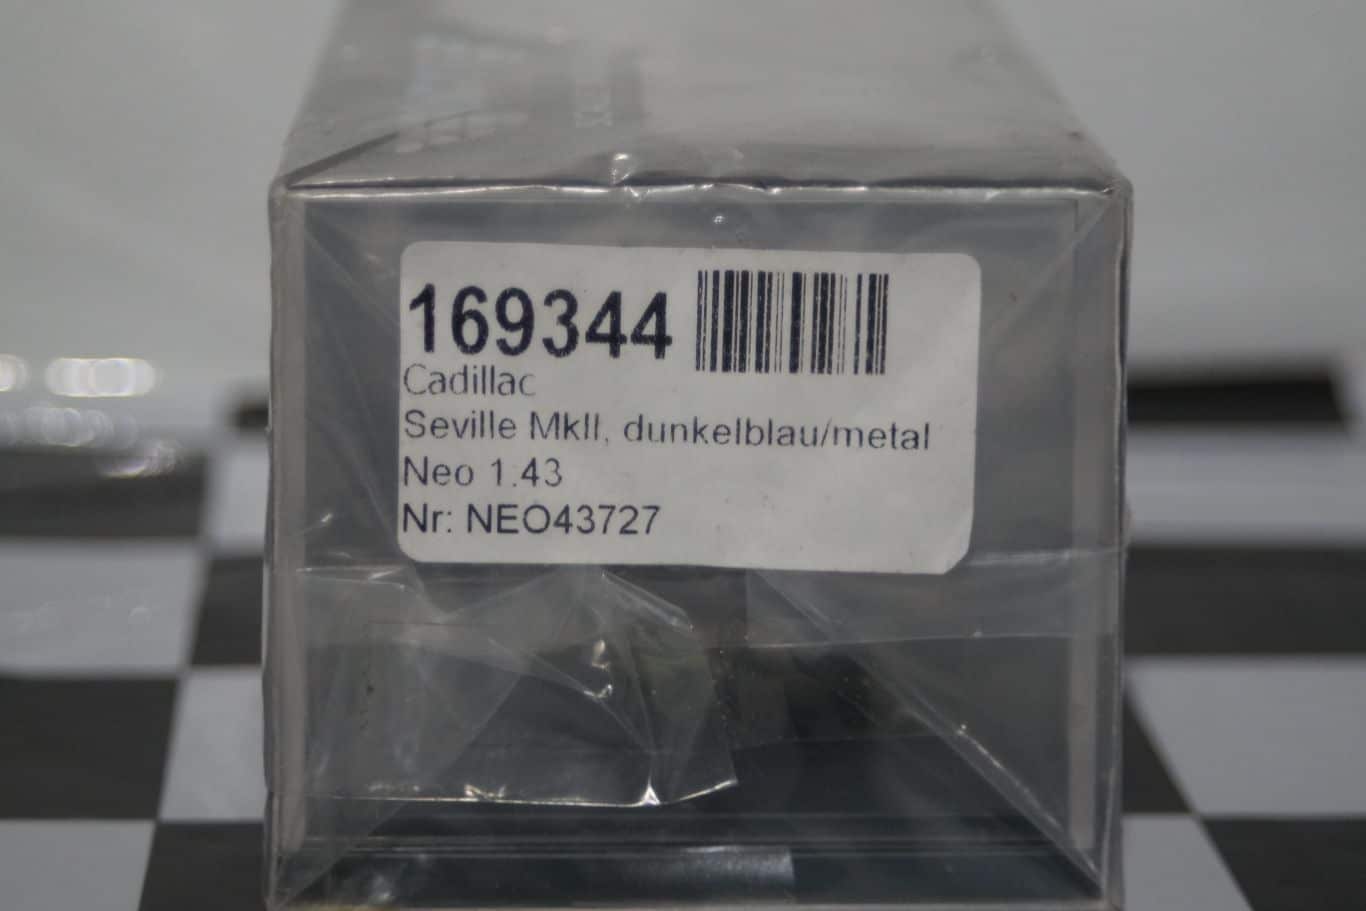 169344
Cadillac
Seville MkII, dunkelblau/metal
Neo 1:43
Nr: NEO43727